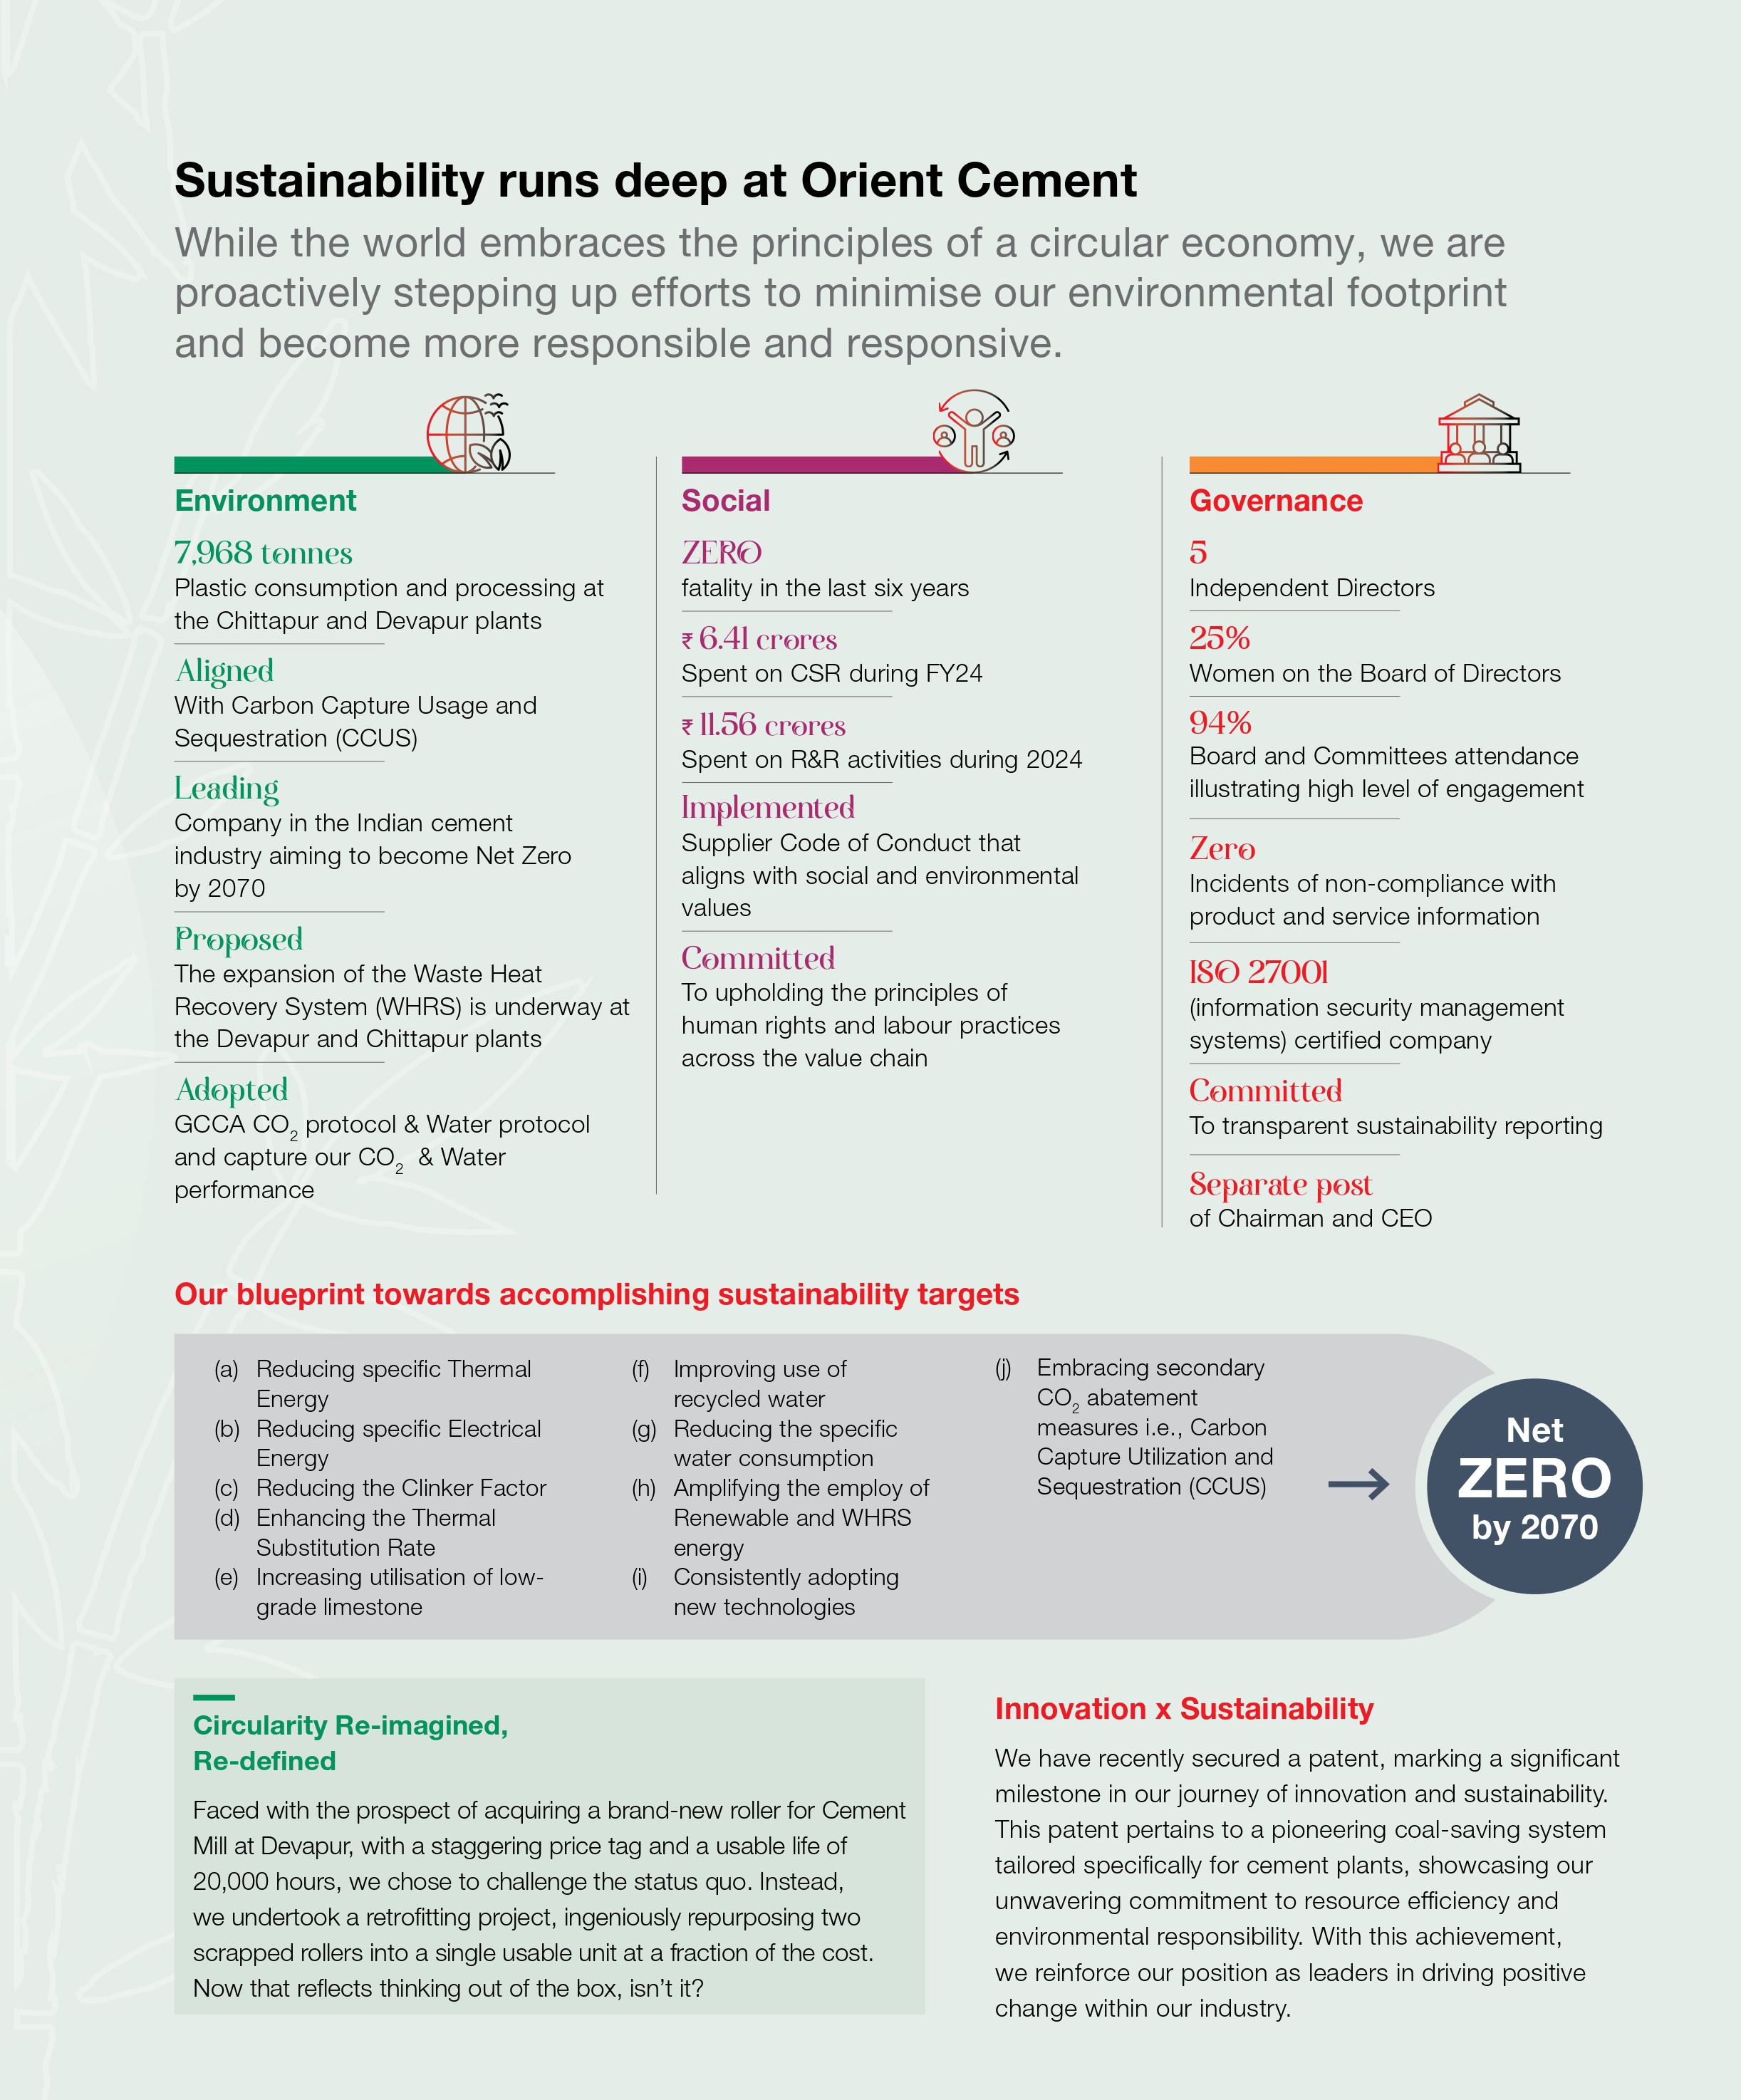 Sustainability runs deep at Orient Cement
While the world embraces the principles of a circular economy, we are
proactively stepping up efforts to minimise our environmental footprint
and become more responsible and responsive.
Environment
7,968 tonnes
Plastic consumption and processing at
the Chittapur and Devapur plants
Aligned
With Carbon Capture Usage and
Sequestration (CCUS)
Leading
Company in the Indian cement
industry aiming to become Net Zero
by 2070
Proposed
The expansion of the Waste Heat
Recovery System (WHRS) is underway at
the Devapur and Chittapur plants
Adopted
GCCA CO2 protocol & Water protocol
and capture our CO2 & Water
performance
Social
ZERO
fatality in the last six years
₹ 6.41 crores
Spent on CSR during FY24
₹ 11.56 crores
Spent on R&R activities during 2024
Implemented
Supplier Code of Conduct that
aligns with social and environmental
values
Committed
To upholding the principles of
human rights and labour practices
across the value chain
Governance
5
Independent Directors
25%
Women on the Board of Directors
94%
Board and Committees attendance
illustrating high level of engagement
Zero
Incidents of non-compliance with
product and service information
ISO 27001
(information security management
systems) certified company
Committed
To transparent sustainability reporting
Separate post
of Chairman and CEO
Our blueprint towards accomplishing sustainability targets
(a) Reducing specific Thermal
Energy
(b) Reducing specific Electrical
Energy
(c) Reducing the Clinker Factor
(d) Enhancing the Thermal
Substitution Rate
(e) Increasing utilisation of low-
grade limestone
(f) Improving use of
recycled water
(g) Reducing the specific
water consumption
(h) Amplifying the employ of
Renewable and WHRS
energy
(i) Consistently adopting
new technologies
(j) Embracing secondary
CO2 abatement
measures i.e., Carbon
Capture Utilization and
Sequestration (CCUS)
Net
ZERO
by 2070
Circularity Re-imagined,
Re-defined
Faced with the prospect of acquiring a brand-new roller for Cement
Mill at Devapur, with a staggering price tag and a usable life of
20,000 hours, we chose to challenge the status quo. Instead,
we undertook a retrofitting project, ingeniously repurposing two
scrapped rollers into a single usable unit at a fraction of the cost.
Now that reflects thinking out of the box, isn't it?
Innovation x Sustainability
We have recently secured a patent, marking a significant
milestone in our journey of innovation and sustainability.
This patent pertains to a pioneering coal-saving system
tailored specifically for cement plants, showcasing our
unwavering commitment to resource efficiency and
environmental responsibility. With this achievement,
we reinforce our position as leaders in driving positive
change within our industry.